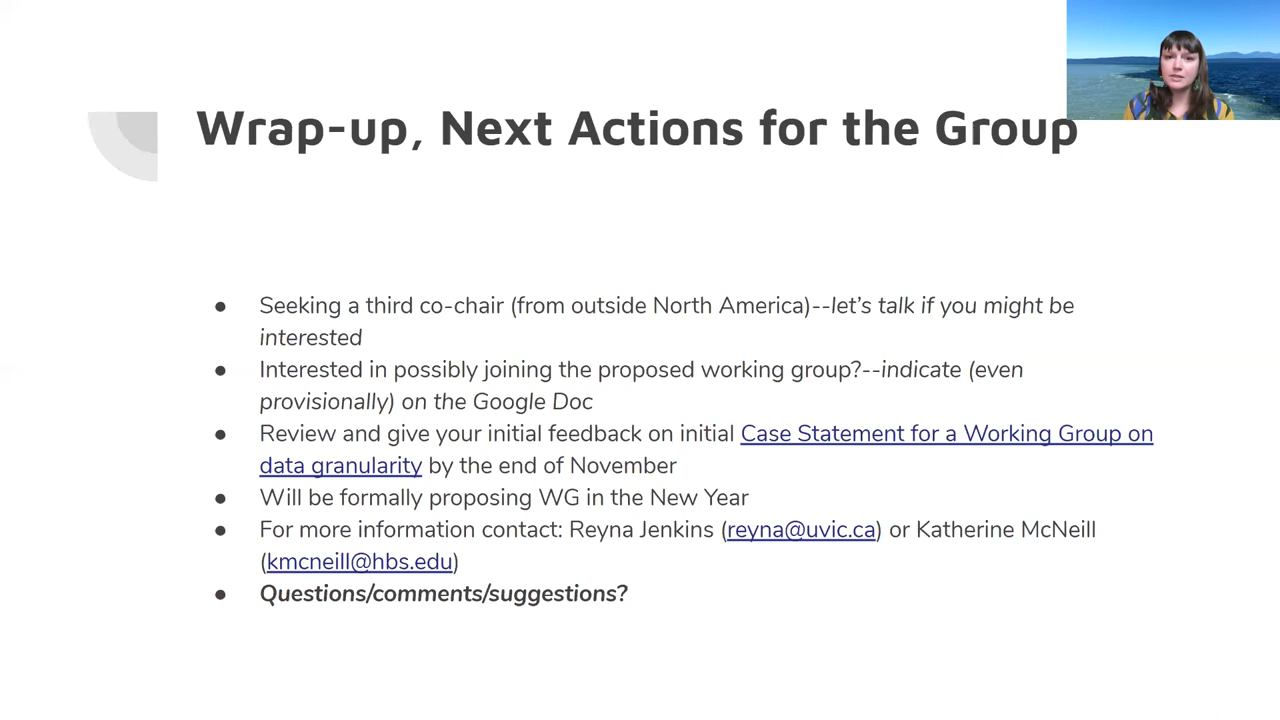 Wrap-up, Next Actions for the Group
● Seeking a third co-chair (from outside North America)--let's talk if you might be
interested
● Interested in possibly joining the proposed working group?--indicate (even
provisionally) on the Google Doc
● Review and give your initial feedback on initial Case Statement for a Working Group on
data granularity by the end of November
● Will be formally proposing WG in the New Year
● For more information contact: Reyna Jenkins (reyna@uvic.ca) or Katherine McNeill
(kmcneill@hbs.edu)
● Questions/comments/suggestions?